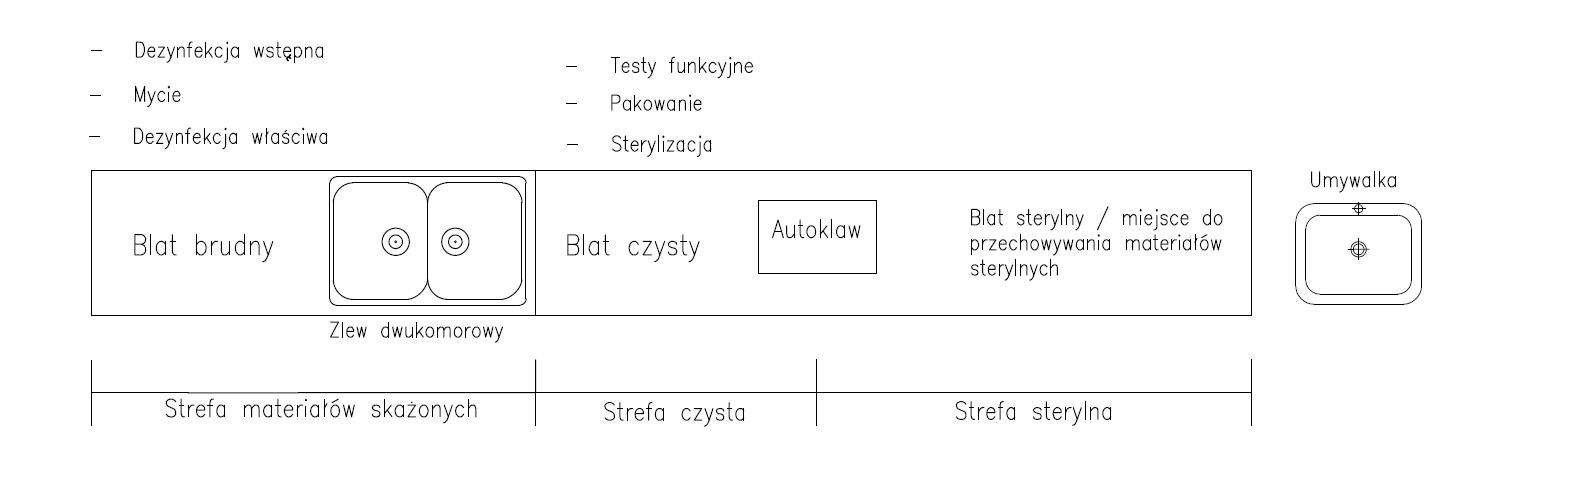 - Dezynfekcja wstępna
- Mycie
- Dezynfekcja właściwa
- Testy funkcyjne
- Pakowanie
- Sterylizacja
Blat brudny
Zlew dwukomorowy
Blat czysty
Autoklaw
Blat sterylny / miejsce do
przechowywania materiałów
sterylnych
Umywalka
Strefa materiałów skażonych
Strefa czysta
Strefa sterylna